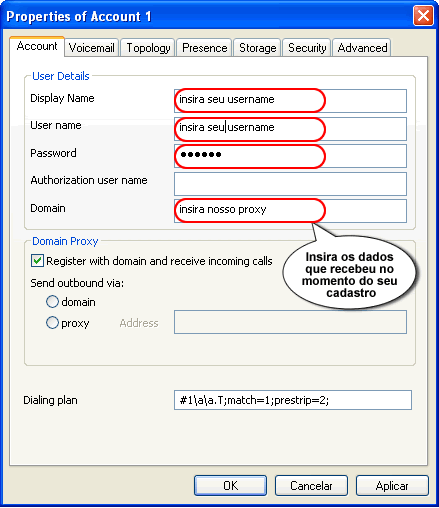 Properties of Account 1
Account Voicemail Topology Presence Storage Security Advanced
User Details
Display Name insira seu username
User name insira seu username
Password ●●●●●●
Authorization user name
Domain insira nosso proxy
Domain Proxy
Register with domain and receive incoming calls
Insira os dados
que recebeu no
momento do seu
cadastro
Send outbound via:
domain
proxy Address
Dialing plan #1\a\a.T;match=1;prestrip=2;
OK Cancelar Aplicar